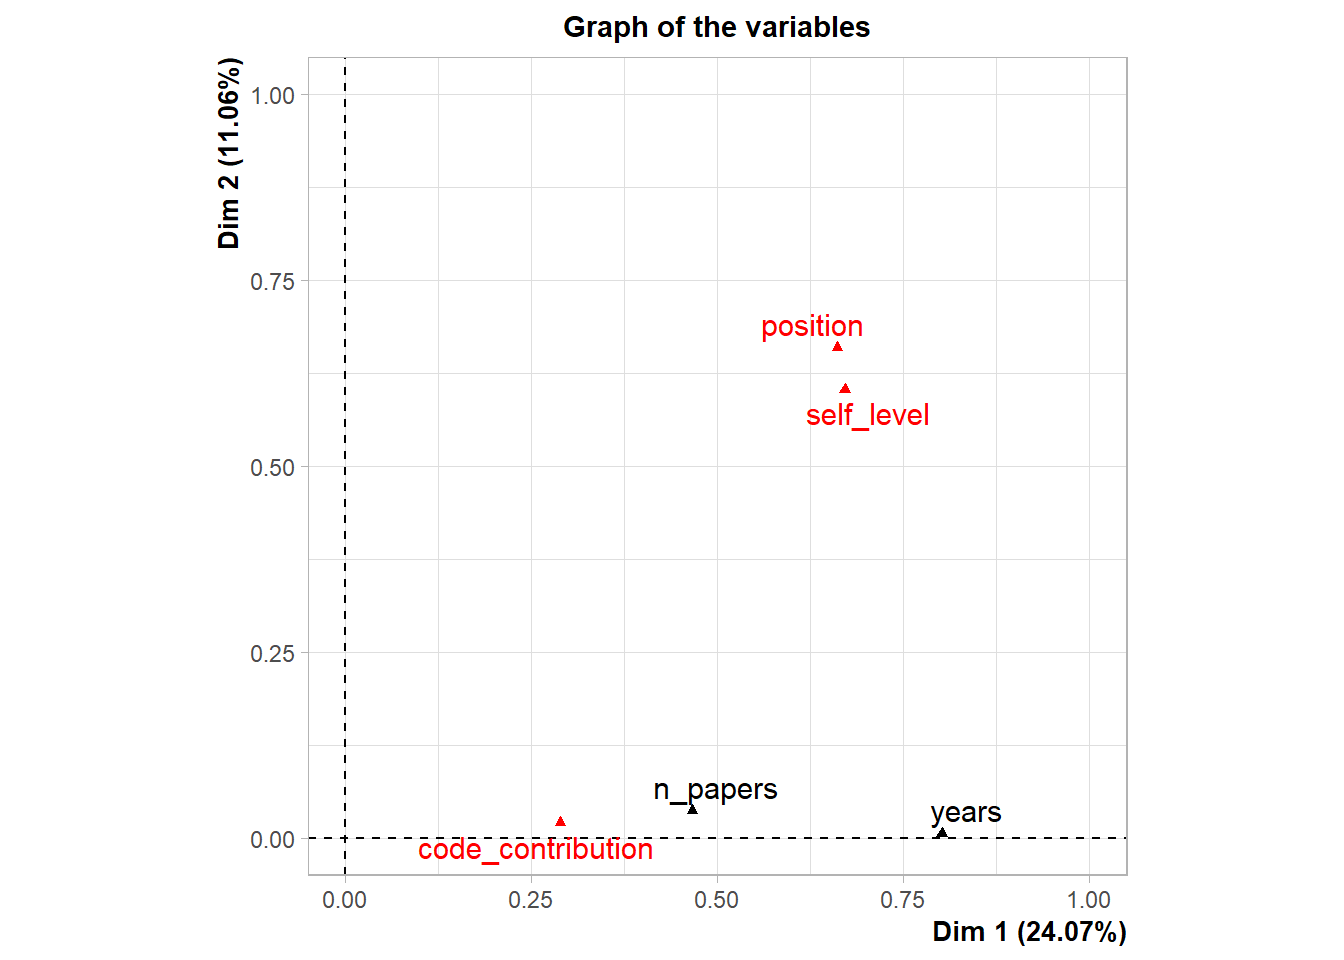 Graph of the variables
Dim 2 (11.06%)
1.00
0.75
0.50
0.25
0.00
position
self_level
n_papers
years
code_contribution
0.00 0.25 0.50 0.75 1.00
Dim 1 (24.07%)